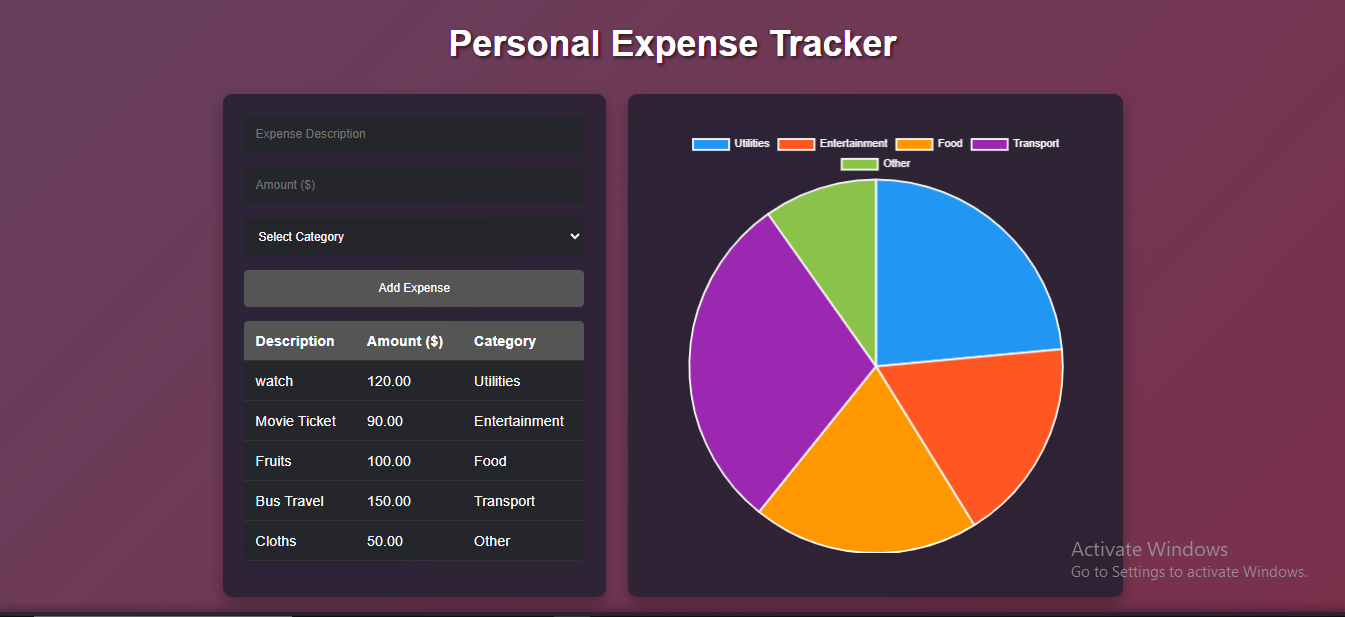 Personal Expense Tracker
Expense Description
Amount ($)
Select Category
Add Expense
Description Amount ($) Category
watch 120.00 Utilities
Movie Ticket 90.00 Entertainment
Fruits 100.00 Food
Bus Travel 150.00 Transport
Cloths 50.00 Other
Utilities Entertainment Food Transport
Other
Activate Windows
Go to Settings to activate Windows.